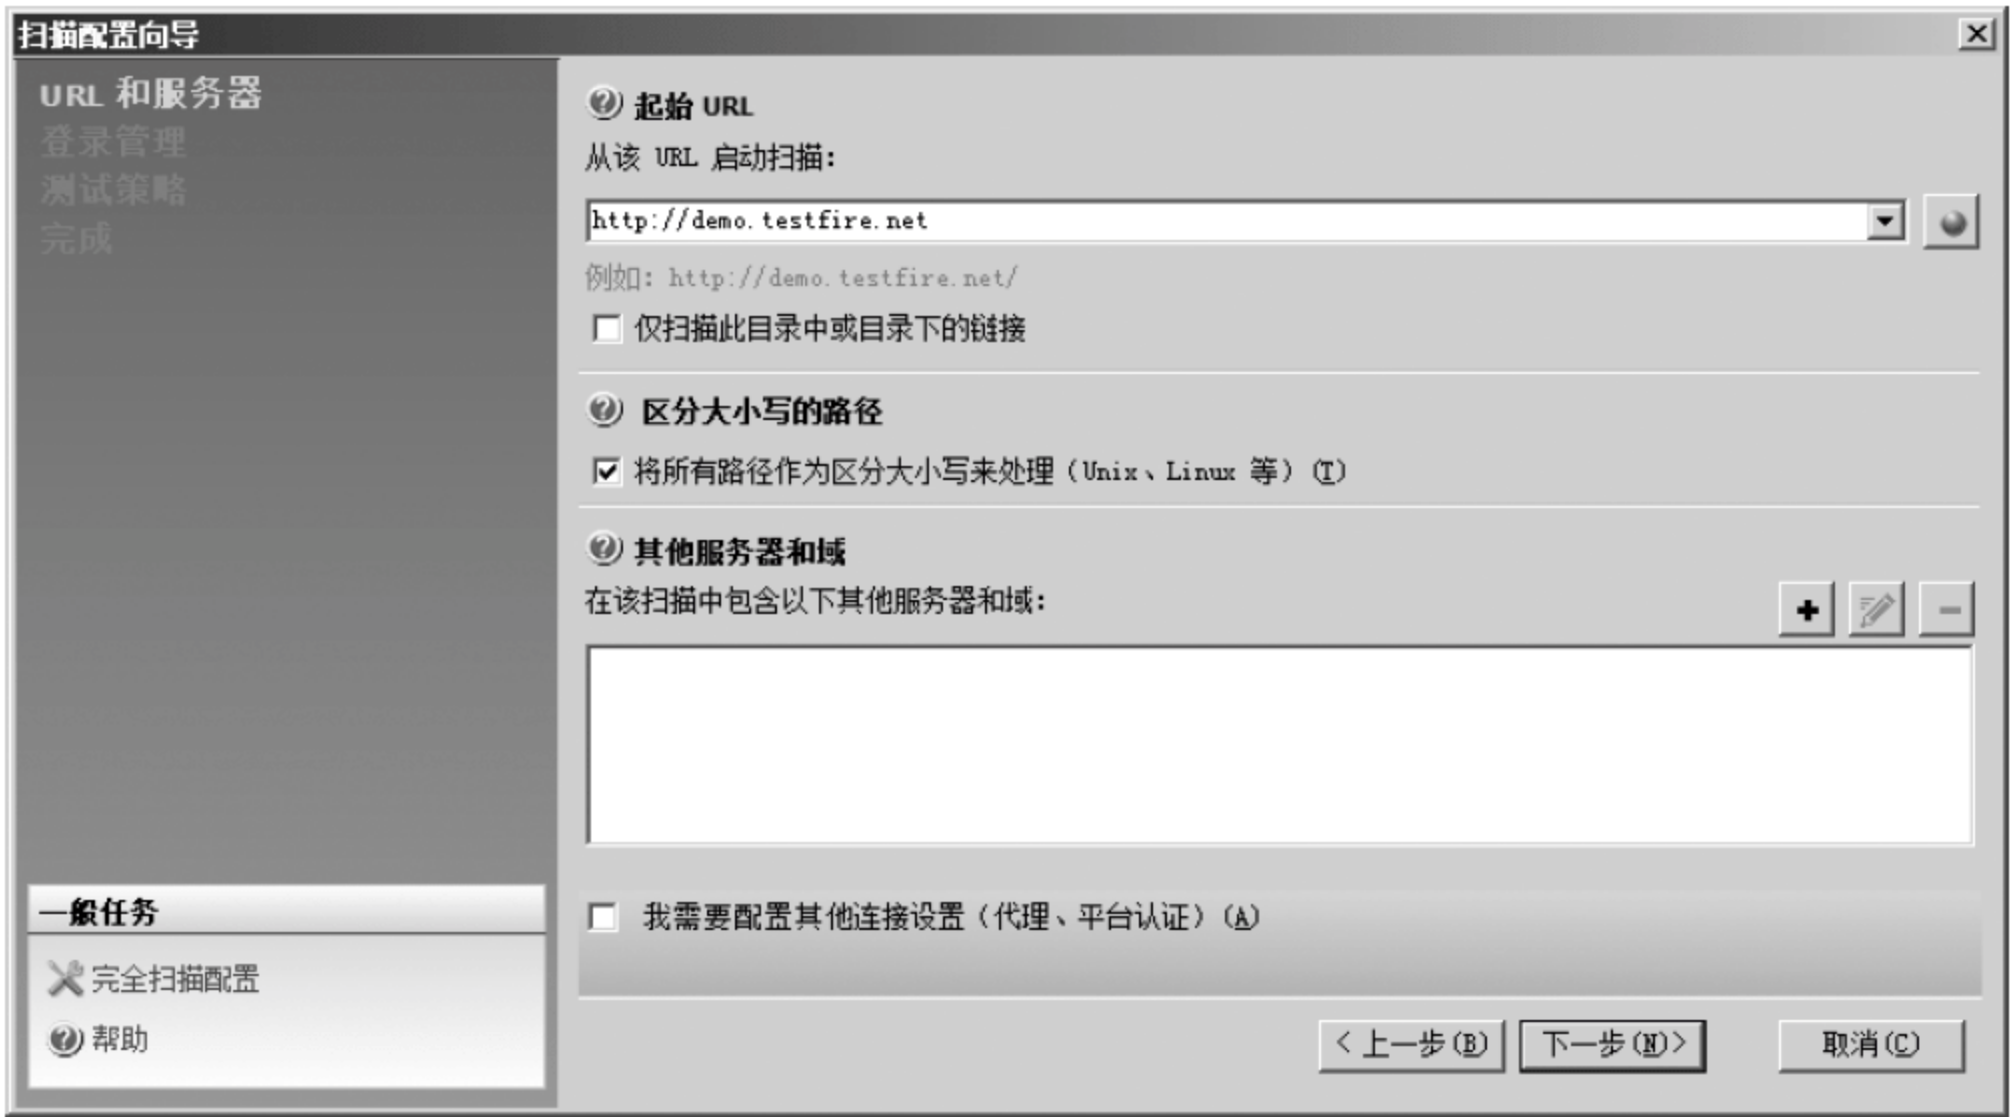 扫描配置向导
URL 和服务器
登录管理
测试策略
完成
起始 URL
从该 URL 启动扫描:
http://demo.testfire.net
例如: http://demo.testfire.net/
仅扫描此目录中或目录下的链接
区分大小写的路径
将所有路径作为区分大小写来处理(Unix、Linux 等)(T)
其他服务器和域
在该扫描中包含以下其他服务器和域:
我需要配置其他连接设置(代理、平台认证)(A)
一般任务
完全扫描配置
帮助
< 上一步(B)
下一步(N)>
取消(C)